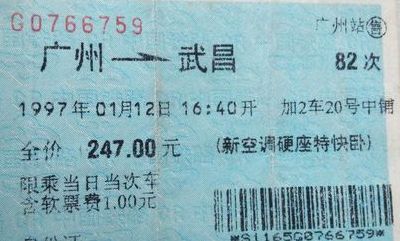 G0766759 广州站售
广州→武昌 82次
1997年01月12日16:40开 加2车20号中铺
全价 247.00元 (新空调硬座特快卧)
限乘当日当次车
含软票费1.00元
*S1165G0766759*